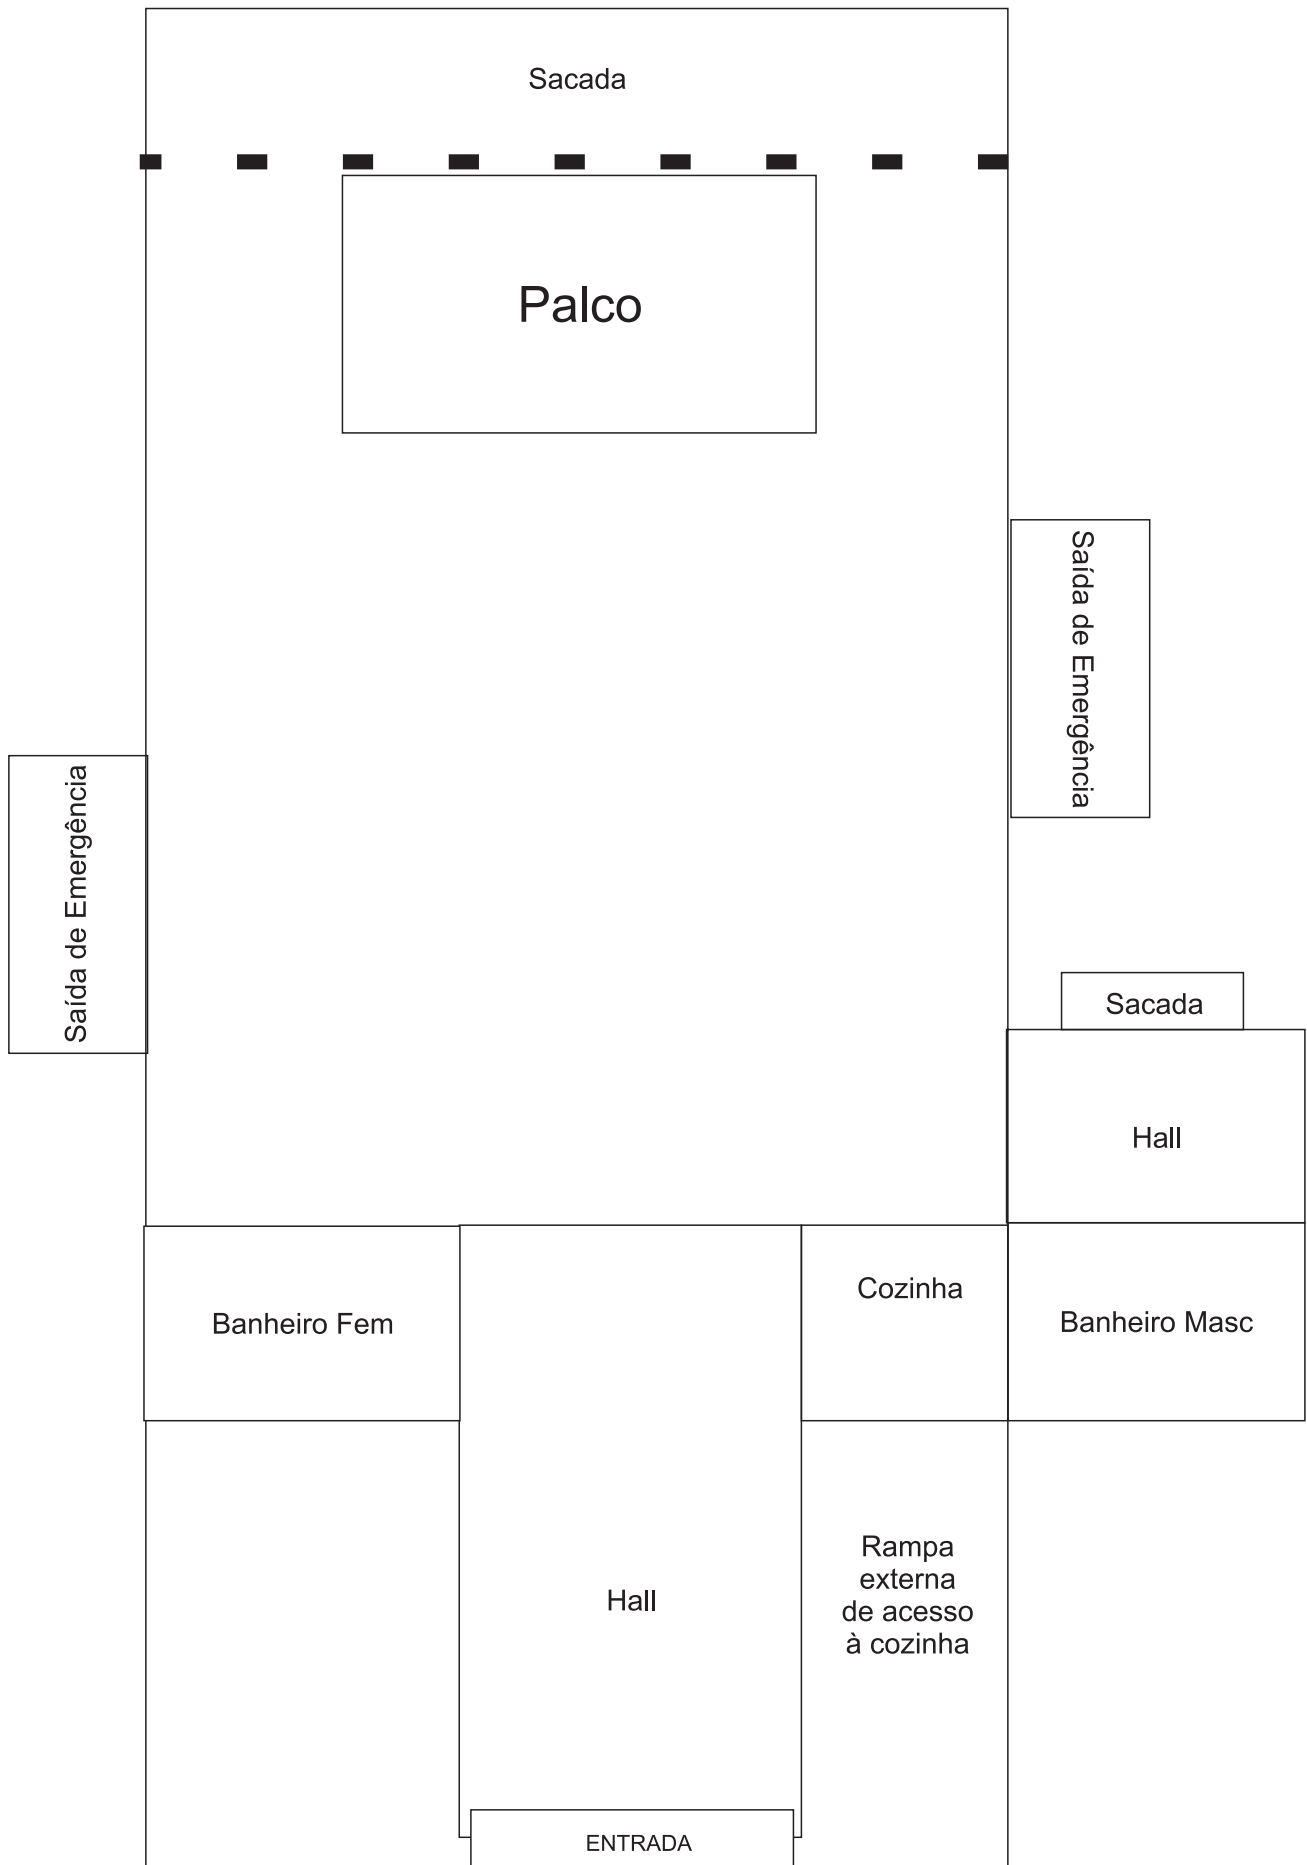 Sacada
Palco
Saída de Emergência
Saída de Emergência
Sacada
Hall
Cozinha
Banheiro Fem
Banheiro Masc
Rampa
externa
de acesso
à cozinha
Hall
ENTRADA